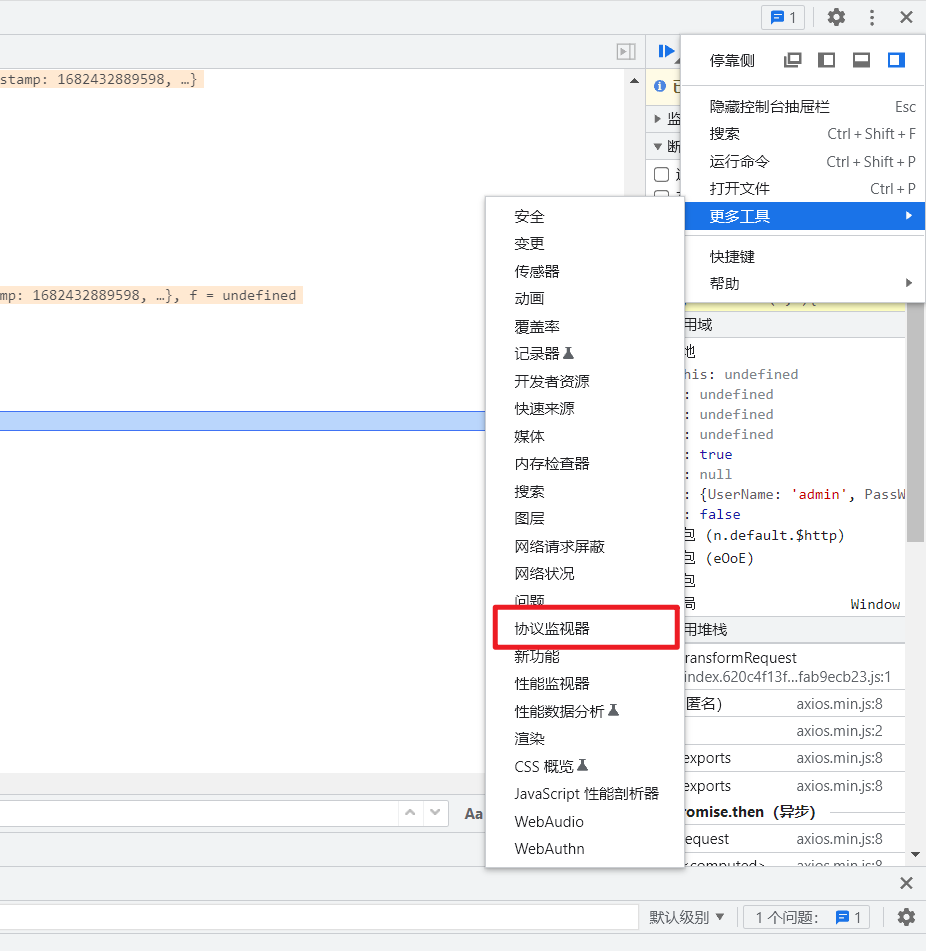 1
停靠侧
stamp: 1682432889598, …}
隐藏控制台抽屉栏 Esc
搜索 Ctrl + Shift + F
运行命令 Ctrl + Shift + P
打开文件 Ctrl + P
更多工具
快捷键
帮助
监
断
安全
变更
传感器
动画
覆盖率
记录器
开发者资源
快速来源
媒体
内存检查器
搜索
图层
网络请求屏蔽
网络状况
问题
协议监视器
新功能
性能监视器
性能数据分析
渲染
CSS 概览
JavaScript 性能剖析器
WebAudio
WebAuthn
mp: 1682432889598, …}, f = undefined
用域
地
his: undefined
: undefined
: undefined
: undefined
: true
: null
: {UserName: 'admin', PassW
: false
包 (n.default.$http)
包 (eOoE)
包
局 Window
用堆栈
ransformRequest
index.620c4f13f…fab9ecb23.js:1
(匿名) axios.min.js:8
axios.min.js:2
exports axios.min.js:8
exports axios.min.js:8
romise.then (异步)
equest axios.min.js:8
<computed> axios.min.js:8
Aa
默认级别
1 个问题: 1